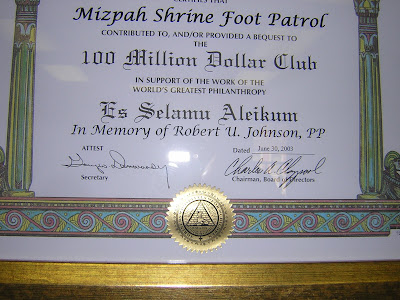 CERTIFIES THAT
Mizpah Shrine Foot Patrol
CONTRIBUTED TO, AND/OR PROVIDED A BEQUEST TO
THE
100 Million Dollar Club
IN SUPPORT OF THE WORK OF THE
WORLD'S GREATEST PHILANTHROPY
Es Selamu Aleikum
In Memory of Robert U. Johnson, PP
ATTEST
Dated June 30, 2003
Secretary
Chairman, Board of Directors